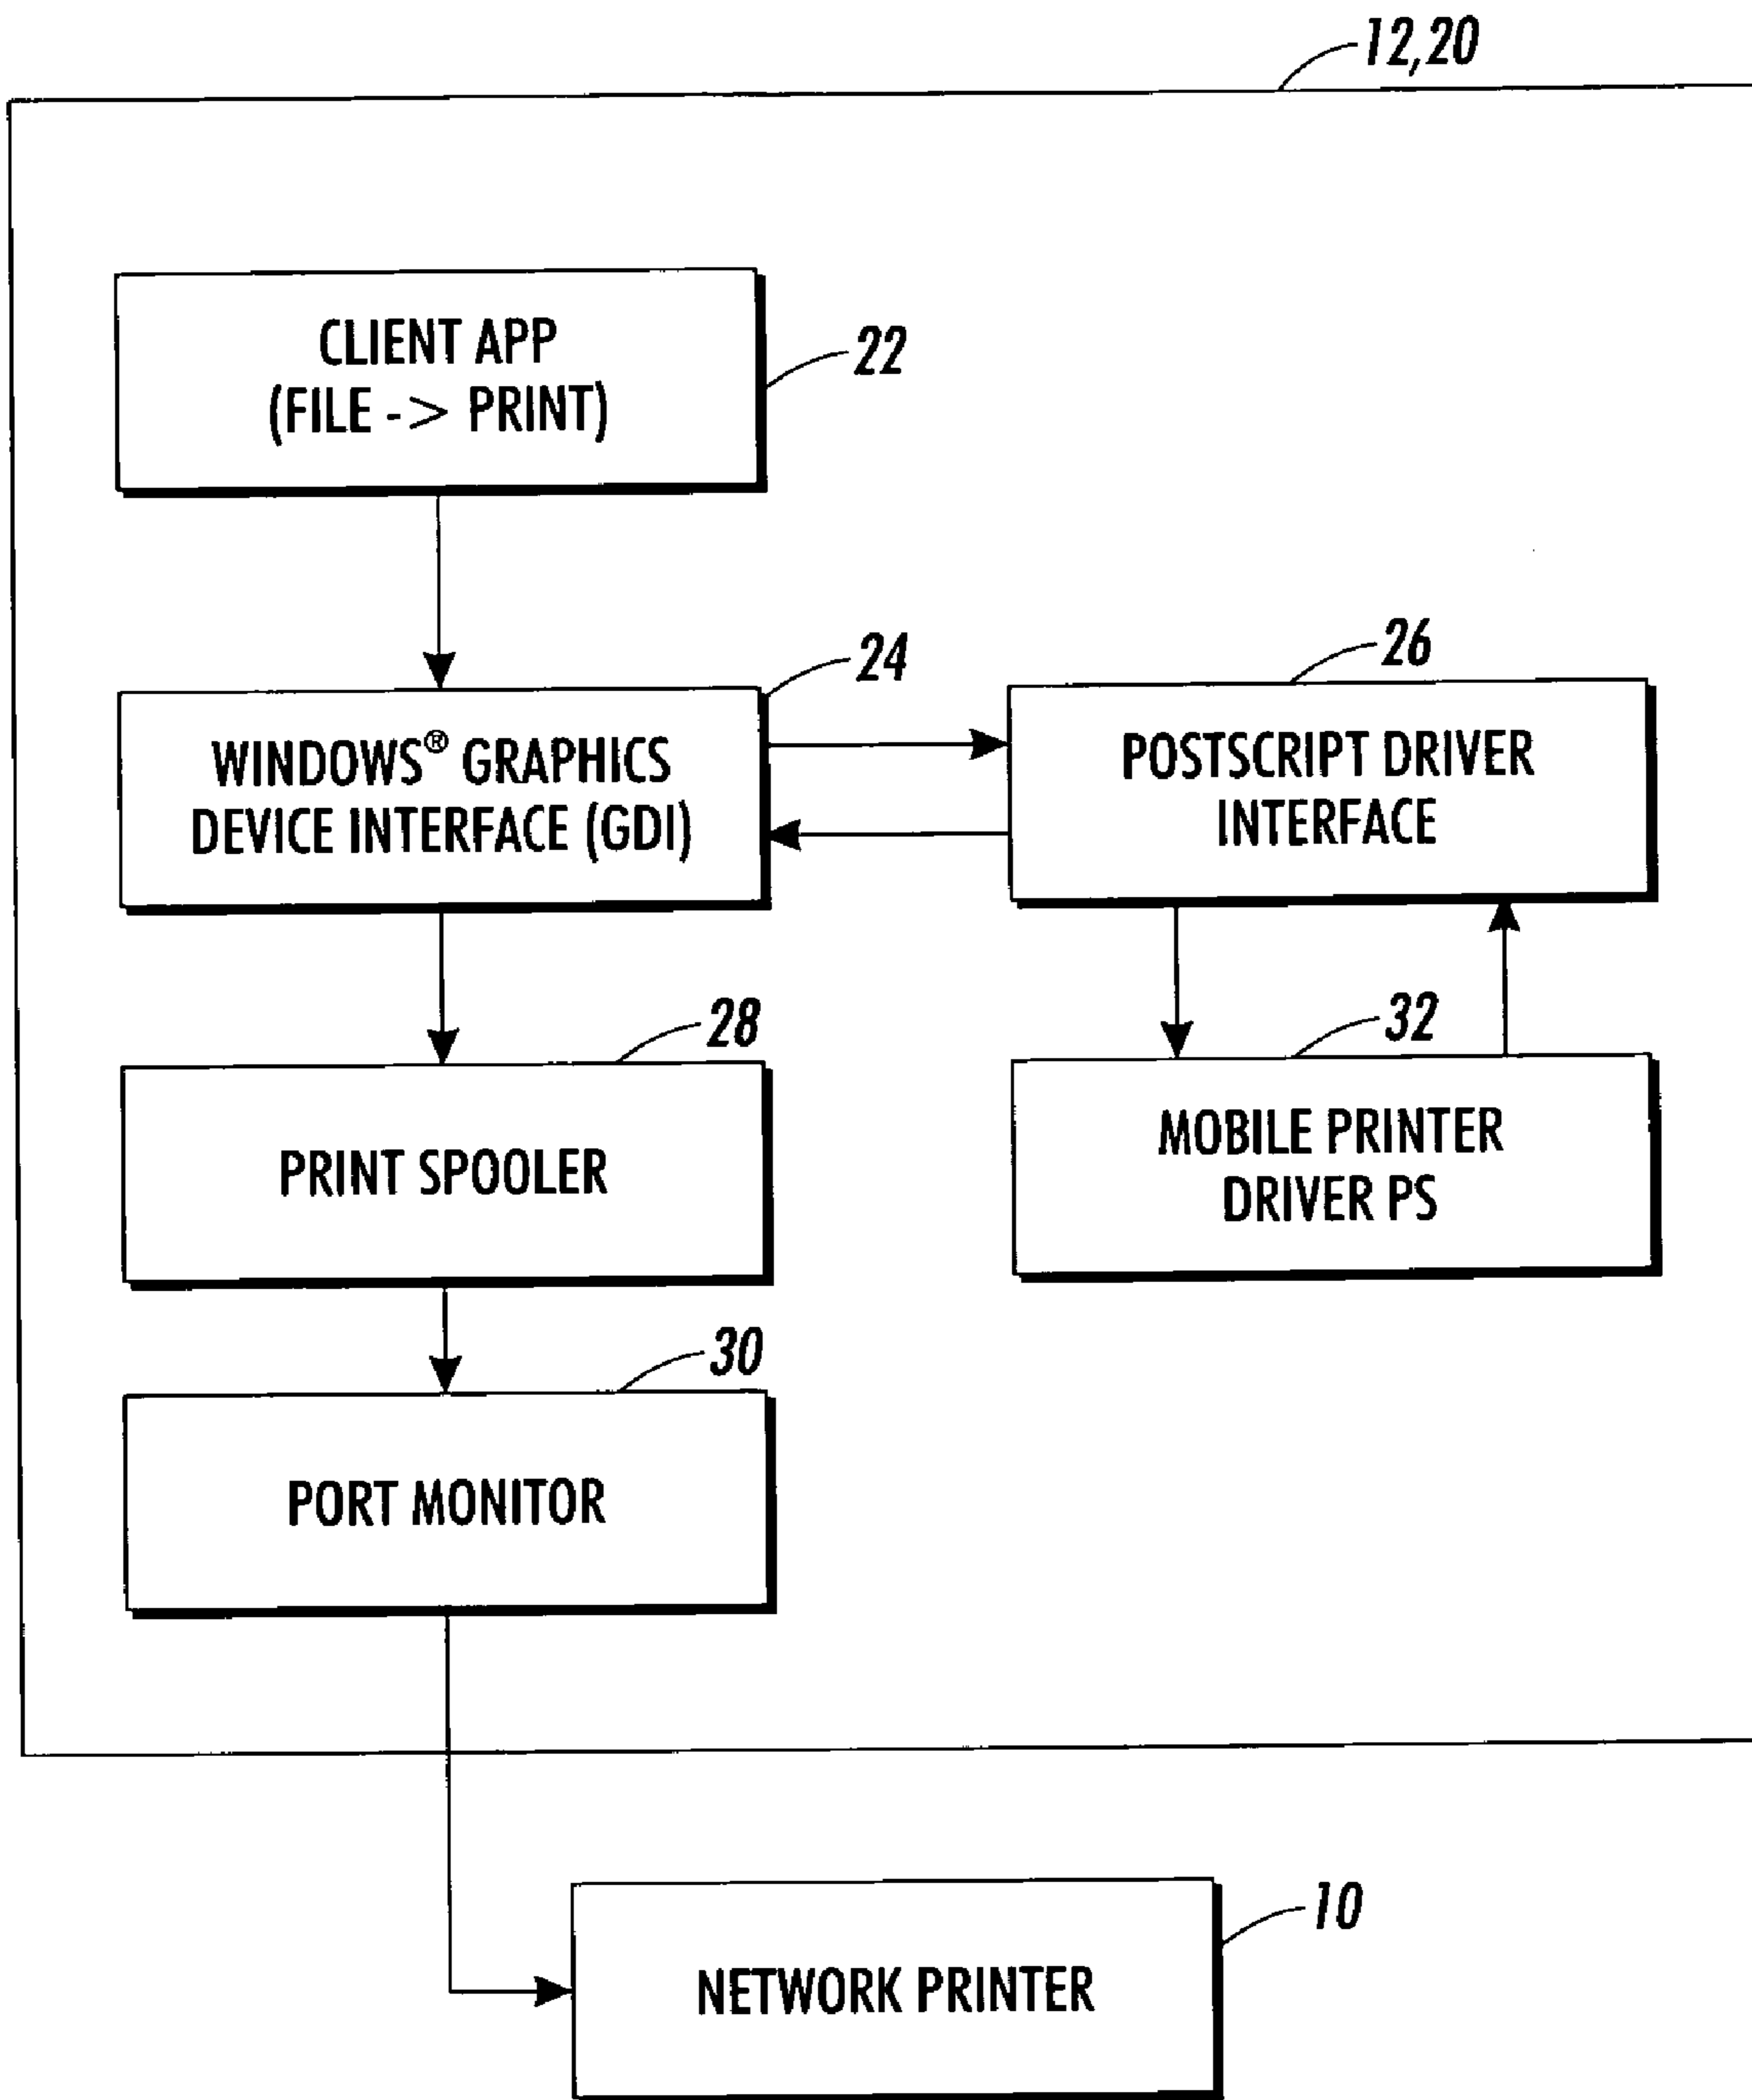 12,20
CLIENT APP
(FILE -> PRINT)
22
WINDOWS® GRAPHICS
DEVICE INTERFACE (GDI)
24
POSTSCRIPT DRIVER
INTERFACE
26
PRINT SPOOLER
28
MOBILE PRINTER
DRIVER PS
32
PORT MONITOR
30
NETWORK PRINTER
10